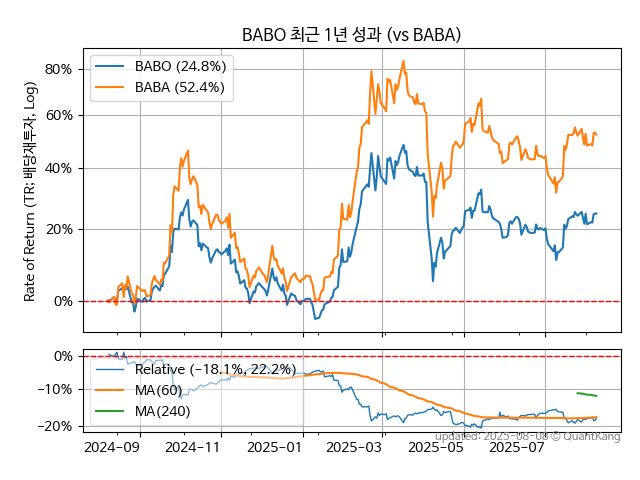 BABO 최근 1년 성과 (vs BABA)
Rate of Return (TR: 배당재투자, Log)
80%
60%
40%
20%
0%
BABO (24.8%)
BABA (52.4%)
0%
−10%
−20%
Relative (−18.1%, 22.2%)
MA(60)
MA(240)
2024-09
2024-11
2025-01
2025-03
2025-05
2025-07
updated: 2025-08-08 © QuantKang